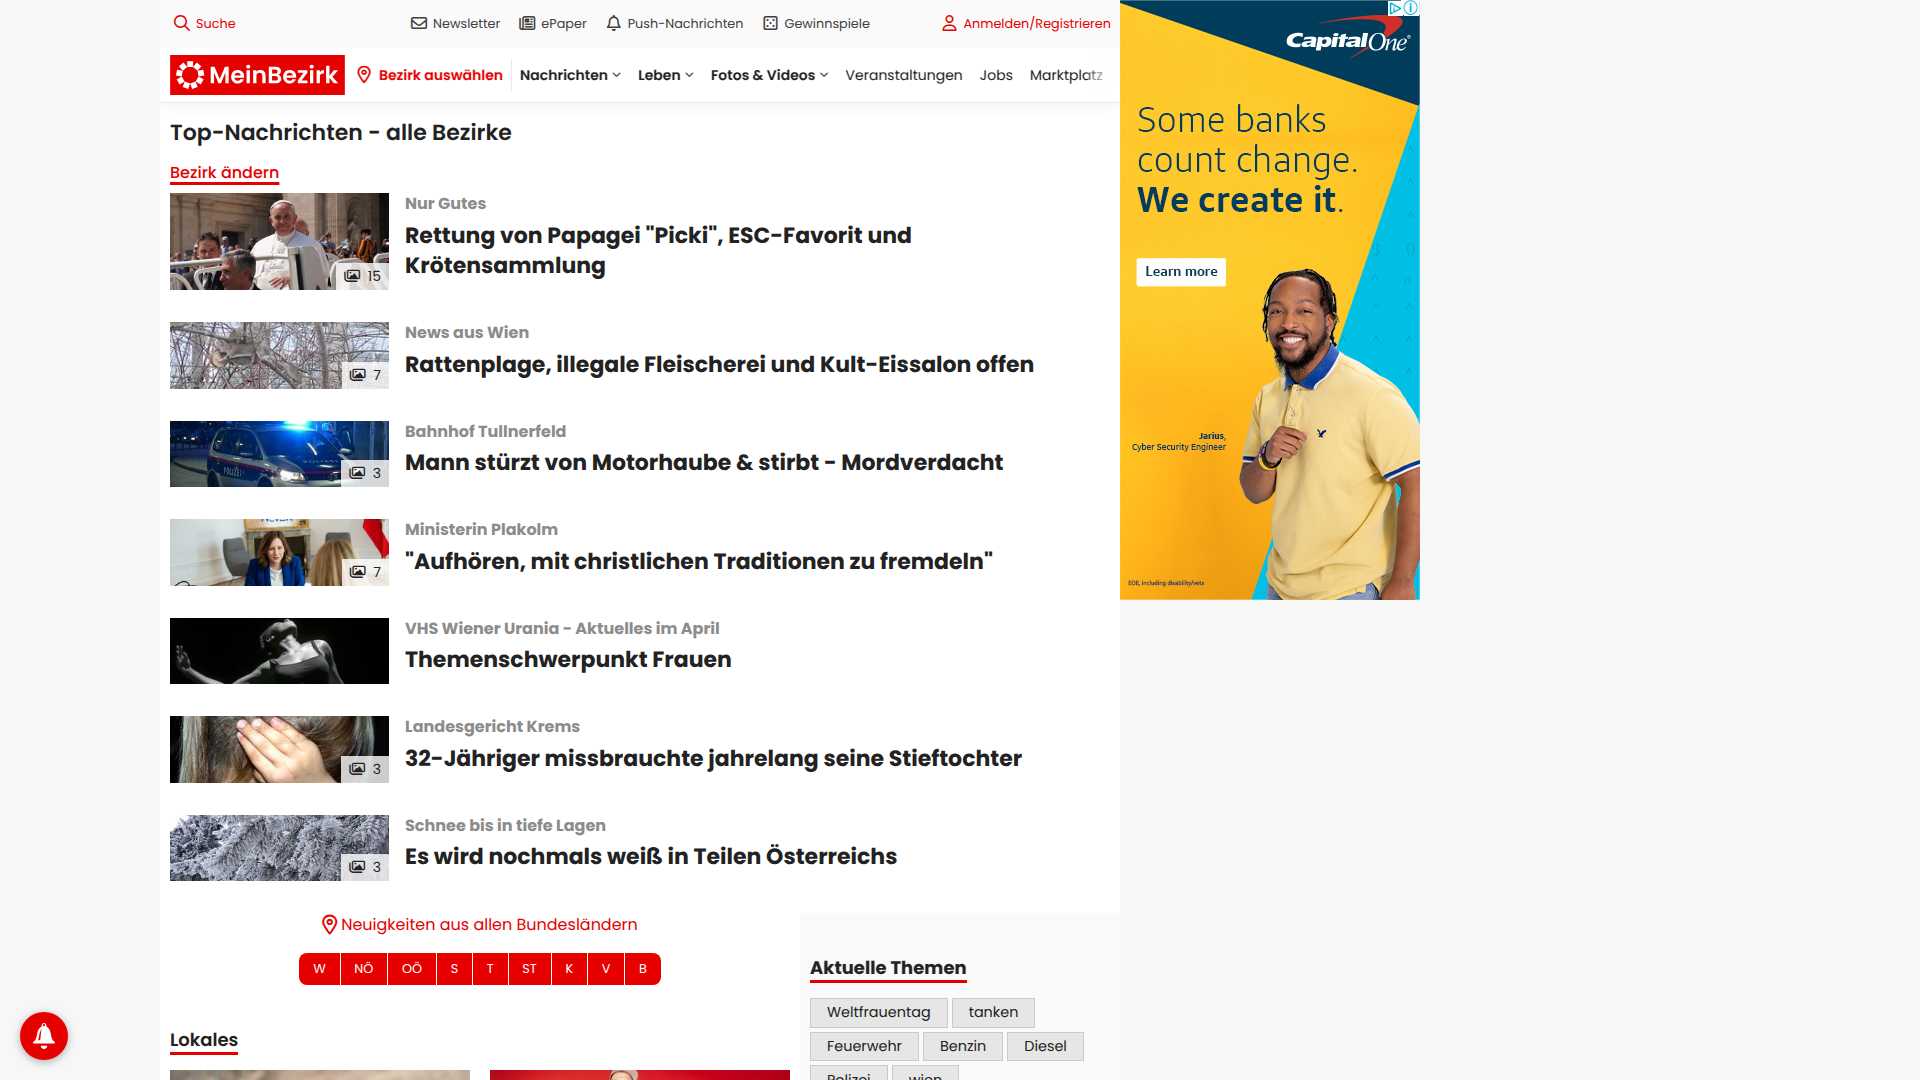 Suche
Newsletter
ePaper
Push-Nachrichten
Gewinnspiele
Anmelden/Registrieren
MeinBezirk
Bezirk auswählen
Nachrichten
Leben
Fotos & Videos
Veranstaltungen
Jobs
Marktplatz
Top-Nachrichten - alle Bezirke
Bezirk ändern
15
Nur Gutes
Rettung von Papagei "Picki", ESC-Favorit und
Krötensammlung
7
News aus Wien
Rattenplage, illegale Fleischerei und Kult-Eissalon offen
POLIZEI
3
Bahnhof Tullnerfeld
Mann stürzt von Motorhaube & stirbt - Mordverdacht
7
Ministerin Plakolm
"Aufhören, mit christlichen Traditionen zu fremdeln"
VHS Wiener Urania - Aktuelles im April
Themenschwerpunkt Frauen
3
Landesgericht Krems
32-Jähriger missbrauchte jahrelang seine Stieftochter
3
Schnee bis in tiefe Lagen
Es wird nochmals weiß in Teilen Österreichs
Neuigkeiten aus allen Bundesländern
W
NÖ
OÖ
S
T
ST
K
V
B
Lokales
Aktuelle Themen
Weltfrauentag
tanken
Feuerwehr
Benzin
Diesel
Polizei
wien
Capital One
Some banks
count change.
We create it.
Learn more
Jarius,
Cyber Security Engineer
EOE, including disability/vets